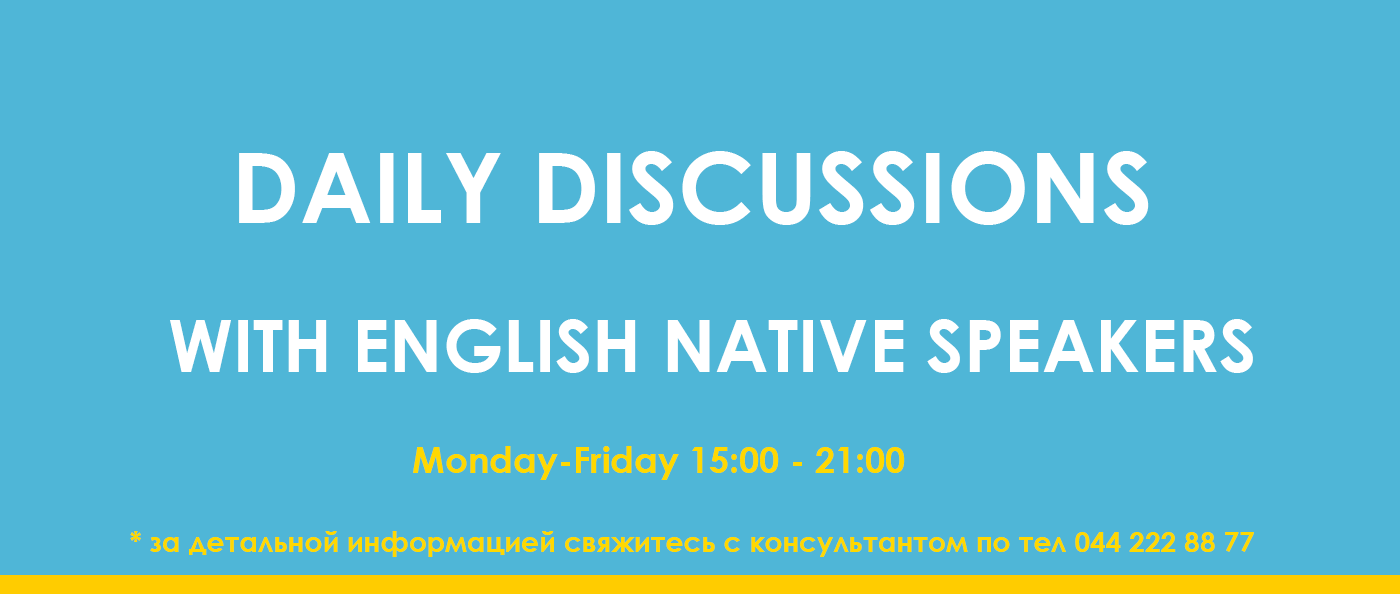 DAILY DISCUSSIONS
WITH ENGLISH NATIVE SPEAKERS
Monday-Friday 15:00 - 21:00
* за детальной информацией свяжитесь с консультантом по тел 044 222 88 77